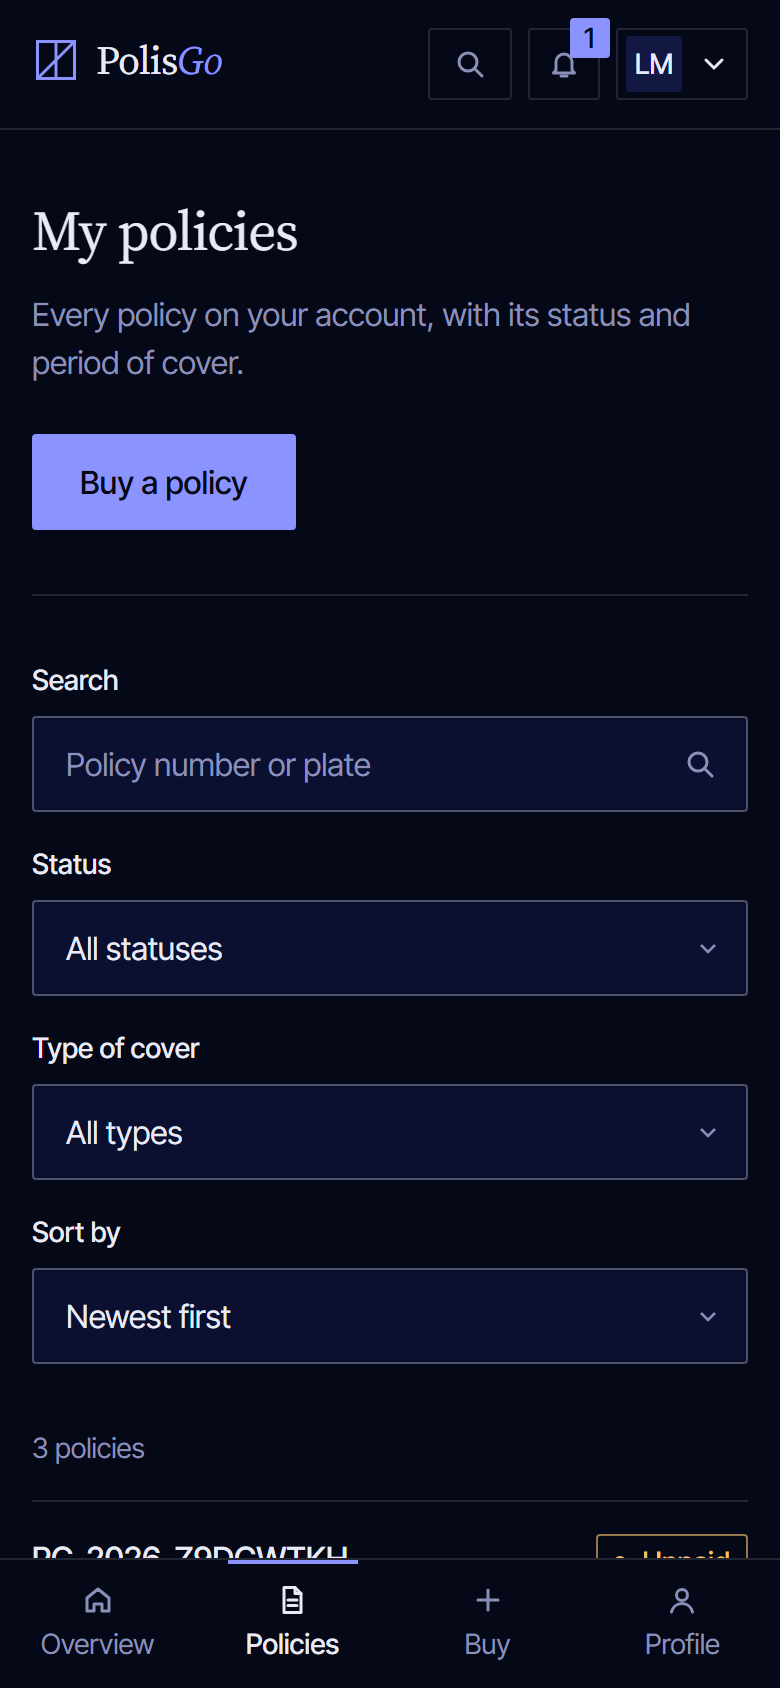 PolisGo
1
LM
My policies
Every policy on your account, with its status and
period of cover.
Buy a policy
Search
Policy number or plate
Status
All statuses
Type of cover
All types
Sort by
Newest first
3 policies
Unpaid
Overview
Policies
Buy
Profile